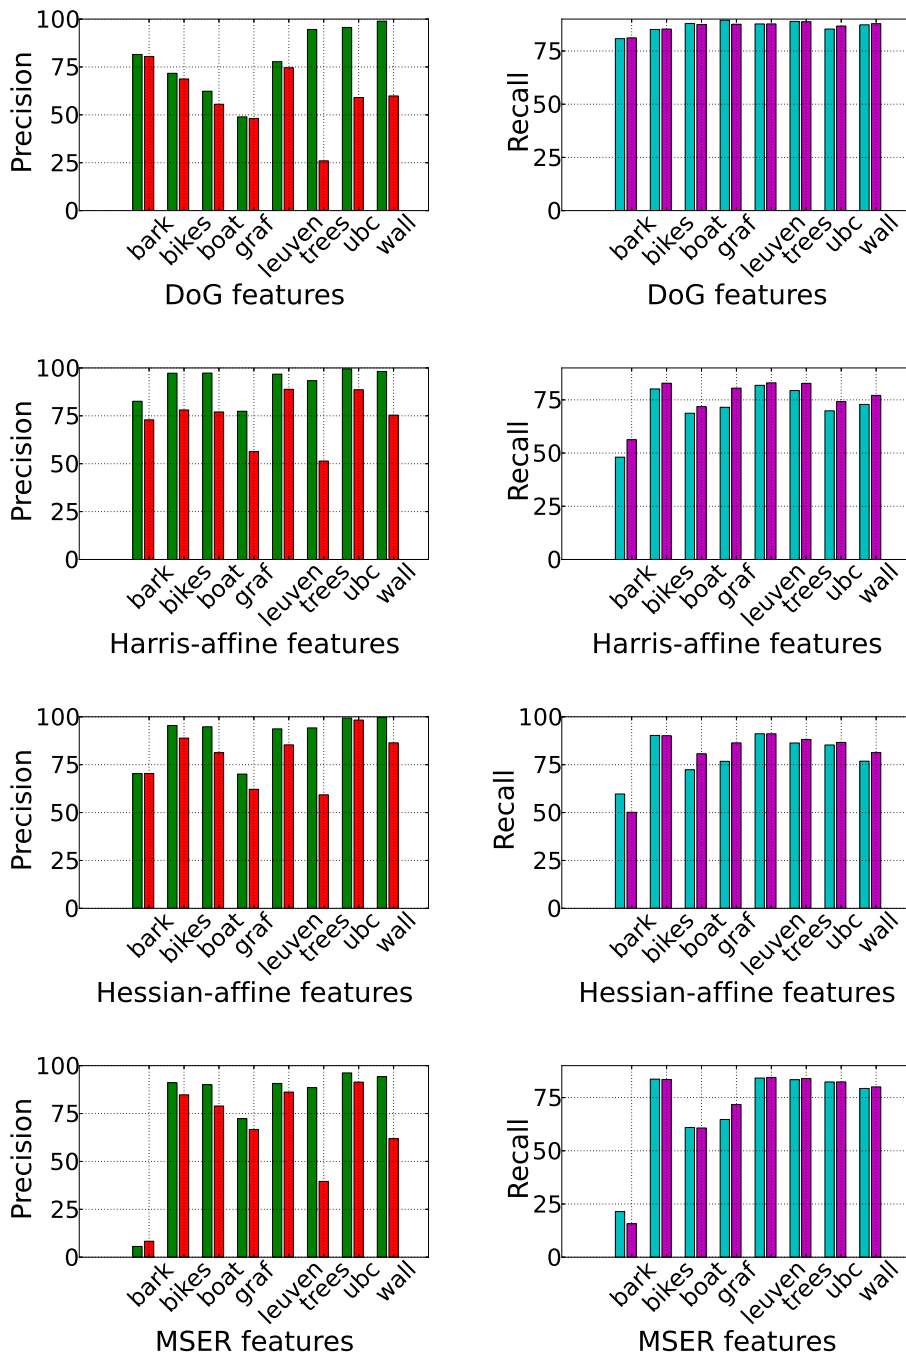 100
75
50
25
0
Precision
bark
bikes
boat
graf
leuven
trees
ubc
wall
DoG features
75
50
25
0
Recall
bark
bikes
boat
graf
leuven
trees
ubc
wall
DoG features
100
75
50
25
0
Precision
bark
bikes
boat
graf
leuven
trees
ubc
wall
Harris-affine features
75
50
25
0
Recall
bark
bikes
boat
graf
leuven
trees
ubc
wall
Harris-affine features
100
75
50
25
0
Precision
bark
bikes
boat
graf
leuven
trees
ubc
wall
Hessian-affine features
100
75
50
25
0
Recall
bark
bikes
boat
graf
leuven
trees
ubc
wall
Hessian-affine features
100
75
50
25
0
Precision
bark
bikes
boat
graf
leuven
trees
ubc
wall
MSER features
75
50
25
0
Recall
bark
bikes
boat
graf
leuven
trees
ubc
wall
MSER features